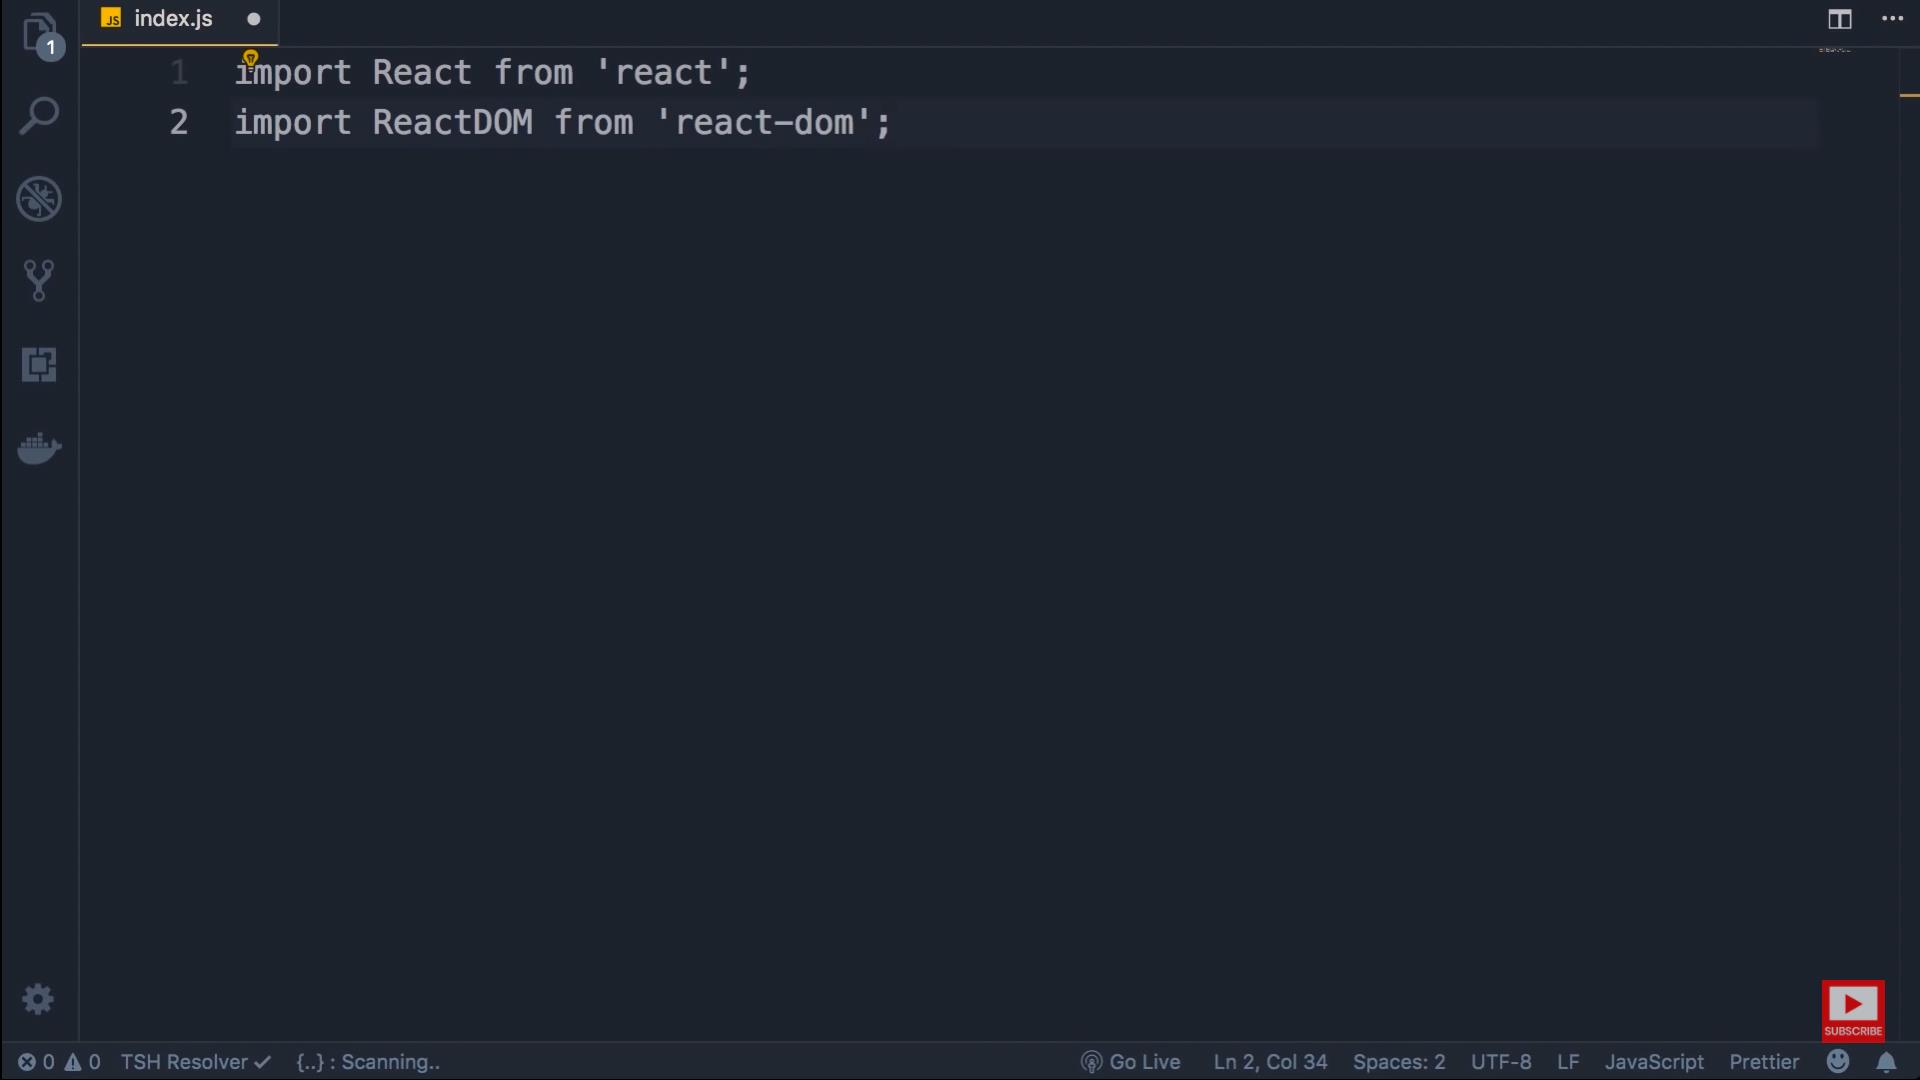 1
JS index.js
1 import React from 'react';
2 import ReactDOM from 'react-dom';
SUBSCRIBE
0 0 TSH Resolver {..} : Scanning.. Go Live Ln 2, Col 34 Spaces: 2 UTF-8 LF JavaScript Prettier